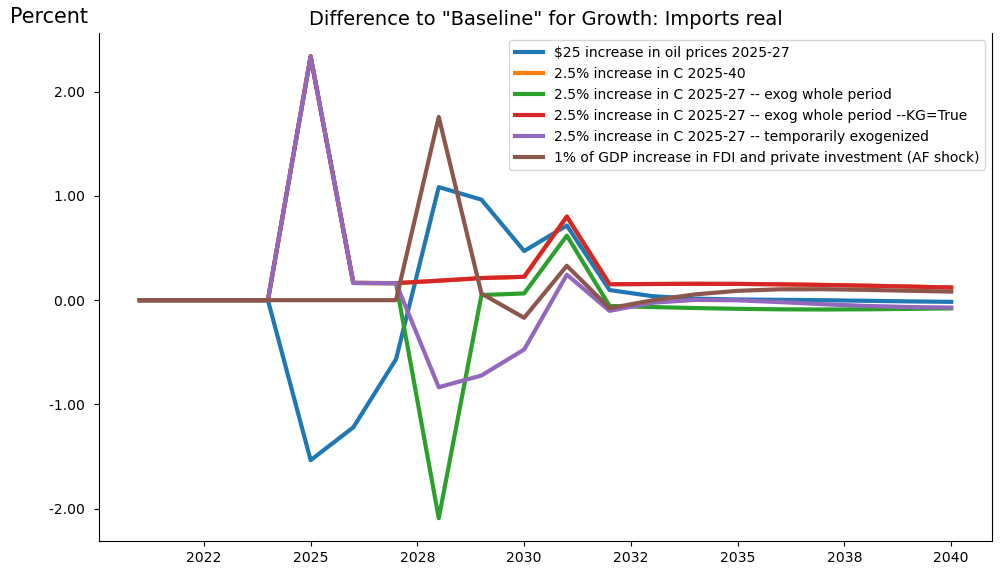 Percent
Difference to "Baseline" for Growth: Imports real
$25 increase in oil prices 2025-27
2.5% increase in C 2025-40
2.5% increase in C 2025-27 -- exog whole period
2.5% increase in C 2025-27 -- exog whole period --KG=True
2.5% increase in C 2025-27 -- temporarily exogenized
1% of GDP increase in FDI and private investment (AF shock)
2.00
1.00
0.00
-1.00
-2.00
2022 2025 2028 2030 2032 2035 2038 2040